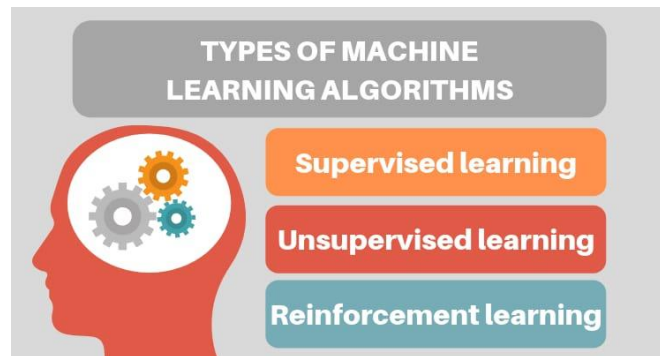 TYPES OF MACHINE
LEARNING ALGORITHMS
Supervised learning
Unsupervised learning
Reinforcement learning